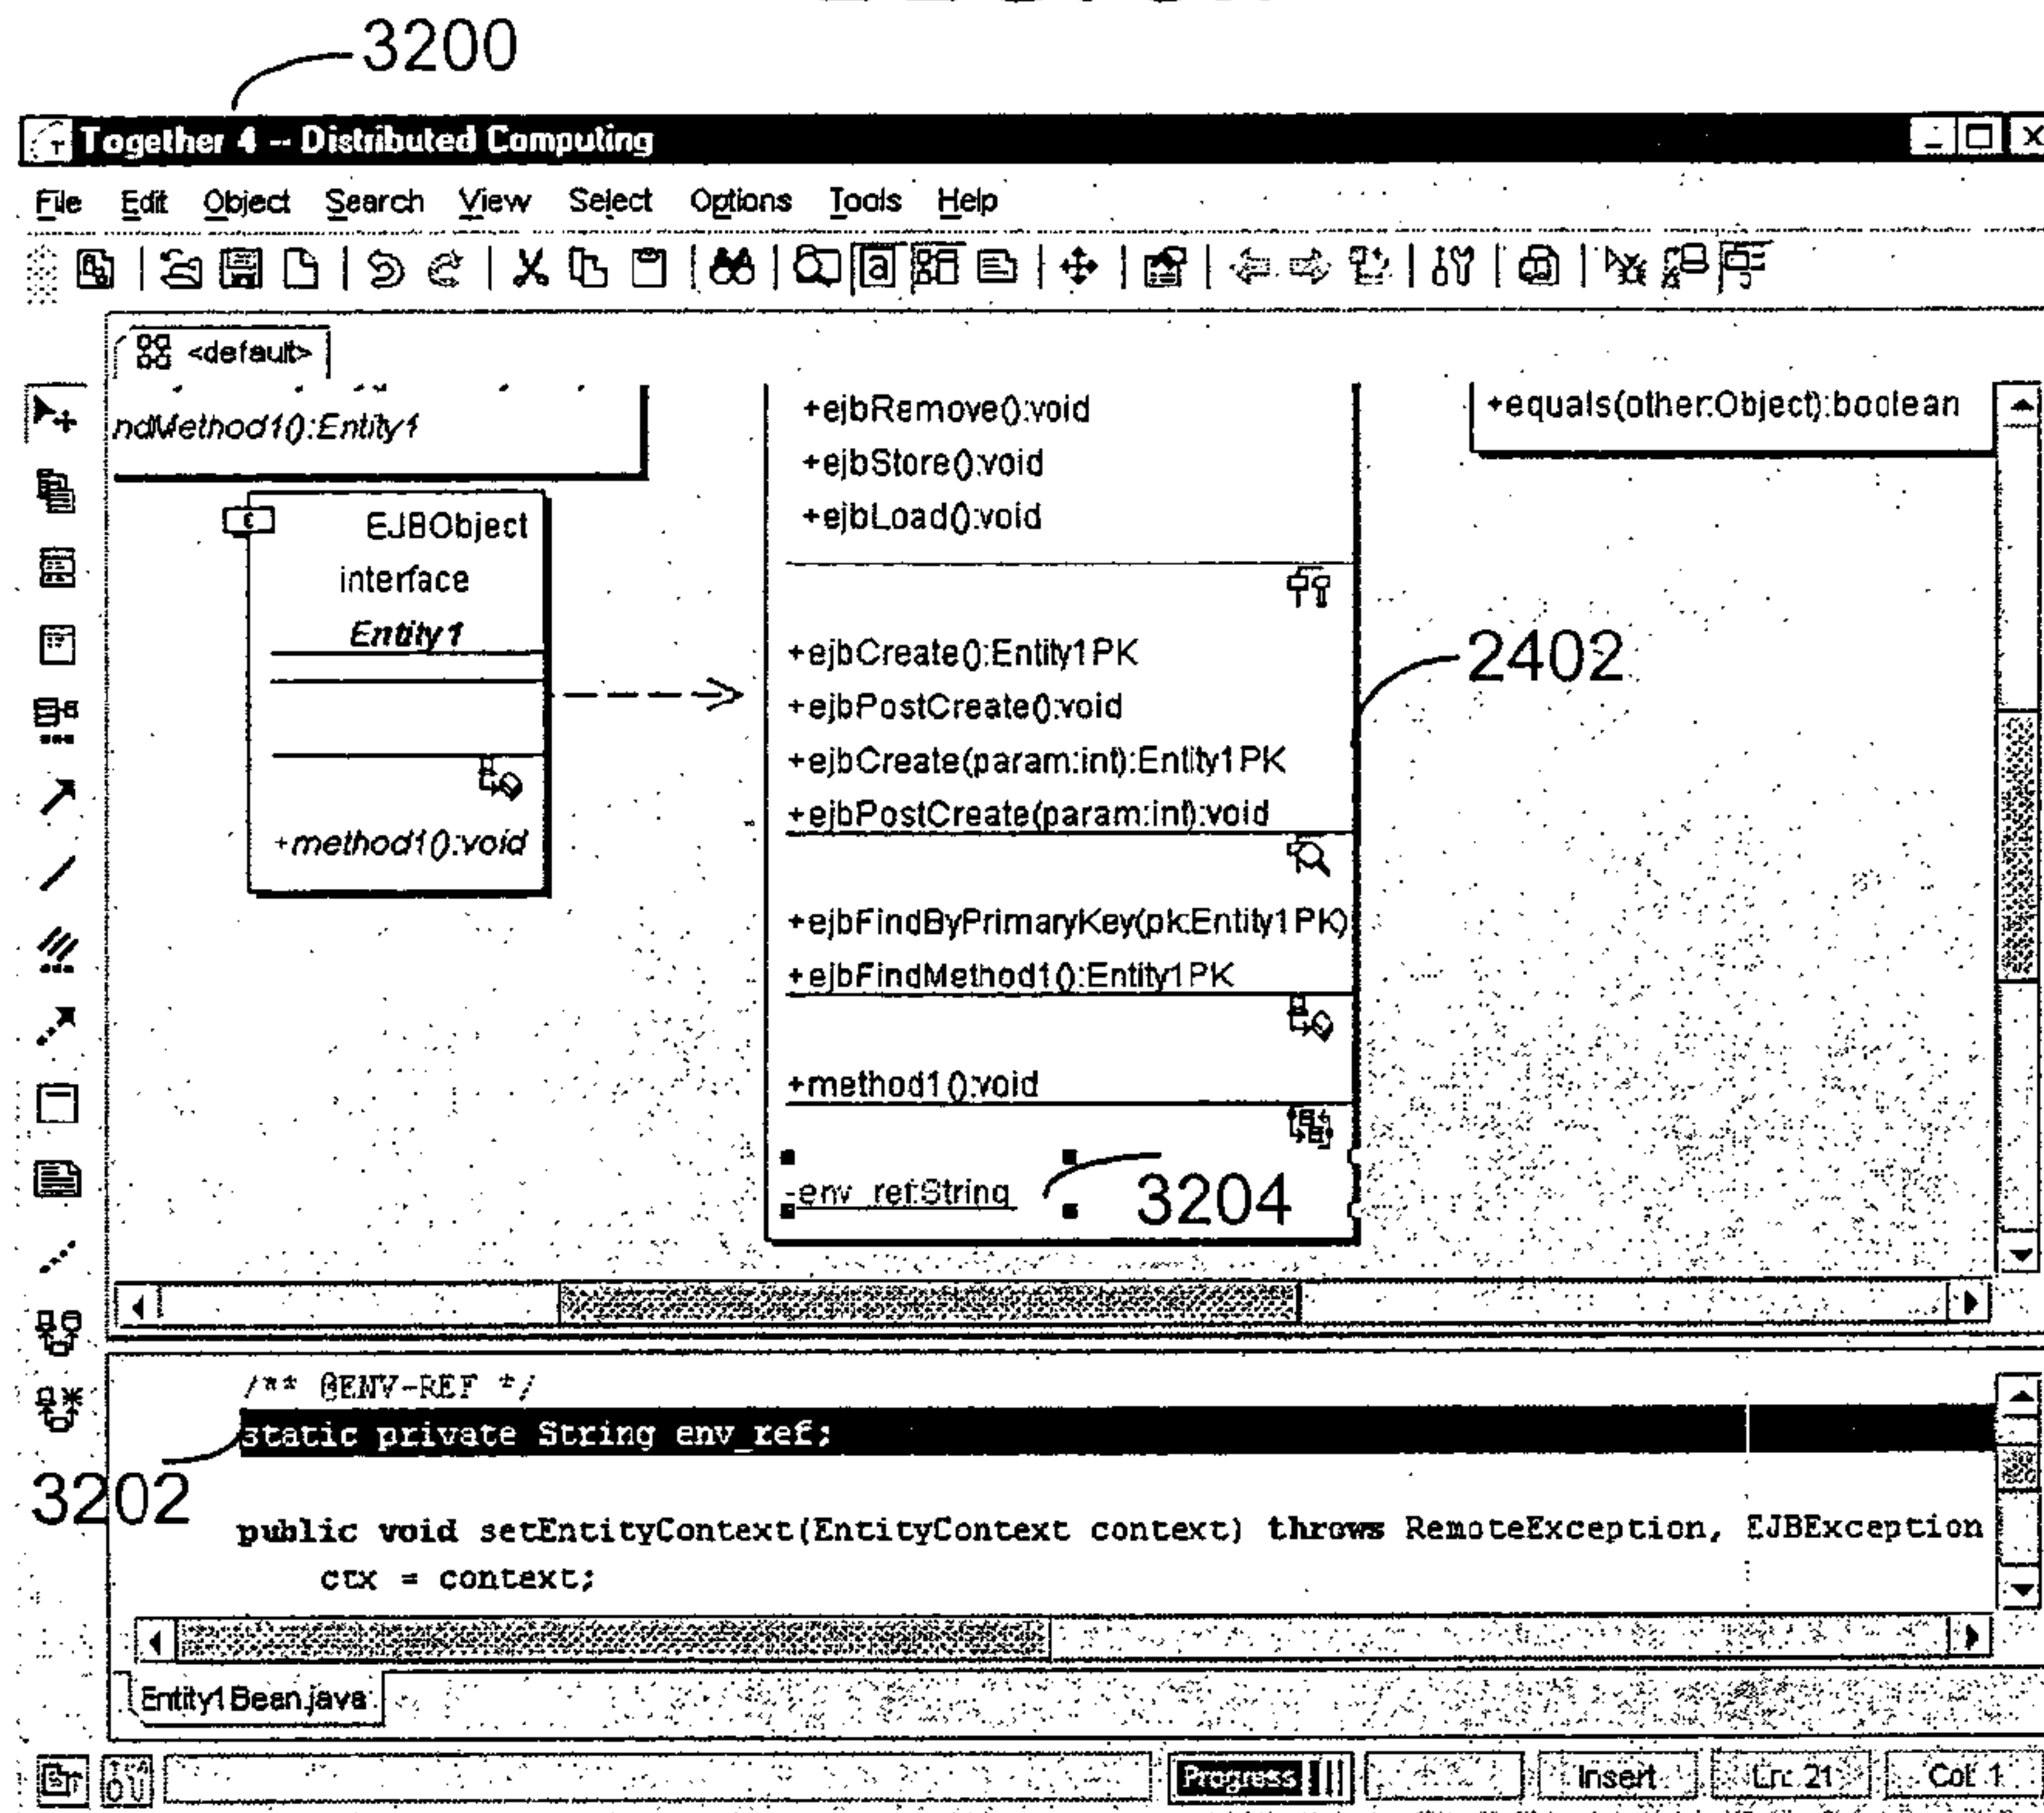 3200
Together 4 -- Distributed Computing
File Edit Object Search View Select Options Tools Help
<default>
ndMethod1():Entity1
EJBObject
interface
Entity1
+method1():void
+ejbRemove():void
+ejbStore():void
+ejbLoad():void
+ejbCreate():Entity1PK
+ejbPostCreate():void
+ejbCreate(param:int):Entity1PK
+ejbPostCreate(param:int):void
+ejbFindByPrimaryKey(pk:Entity1PK)
+ejbFindMethod1():Entity1PK
+method1():void
-env_ref:String
3204
2402
+equals(other:Object):boolean
/** @ENV-REF */
static private String env_ref;
3202
public void setEntityContext(EntityContext context) throws RemoteException, EJBException
ctx = context;
Entity1Bean.java
Progress Insert Ln: 21 Col: 1